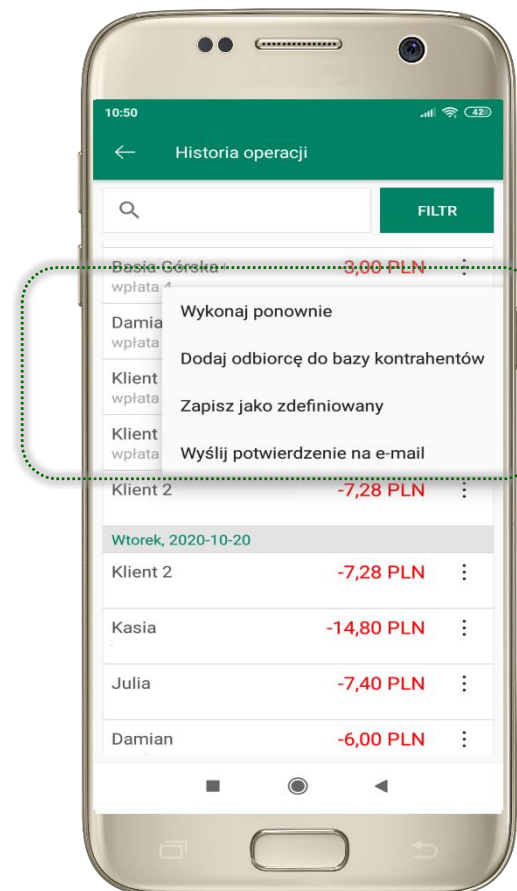 10:50
42
Historia operacji
FILTR
Basia Górska
3,00 PLN
wpłata 4
Damia
wpłata
Klient
wpłata
Klient
wpłata
Wykonaj ponownie
Dodaj odbiorcę do bazy kontrahentów
Zapisz jako zdefiniowany
Wyślij potwierdzenie na e-mail
Klient 2 -7,28 PLN
Wtorek, 2020-10-20
Klient 2 -7,28 PLN
Kasia -14,80 PLN
Julia -7,40 PLN
Damian -6,00 PLN